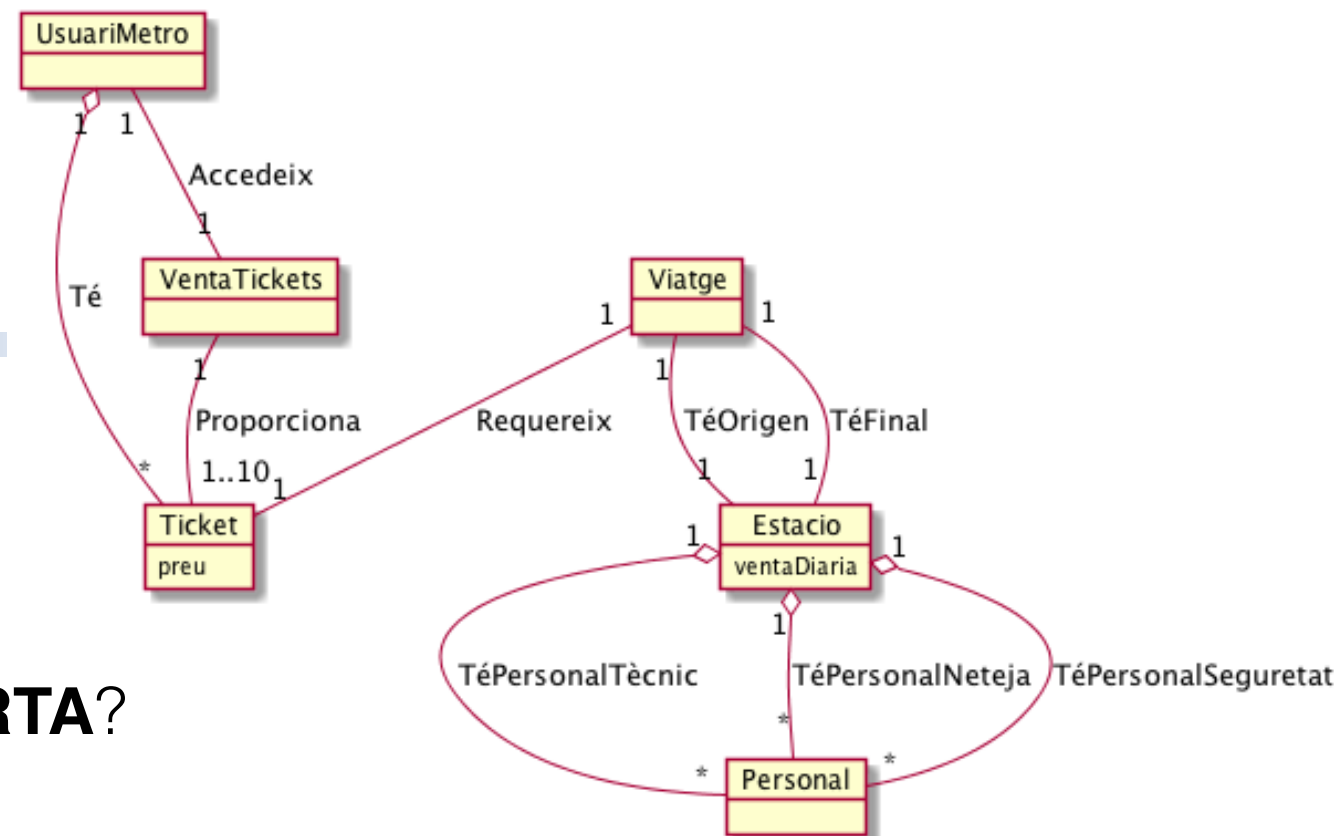 UsuariMetro
1 1
Accedeix
1
VentaTickets
Viatge
Té
1 1
1 1
Proporciona
Requereix
TéOrigen
TéFinal
* 1..10 1
1 1
Ticket
preu
Estacio
ventaDiaria
1 1
1
TéPersonalTècnic
TéPersonalNeteja
TéPersonalSeguretat
RTA?
*
* *
Personal